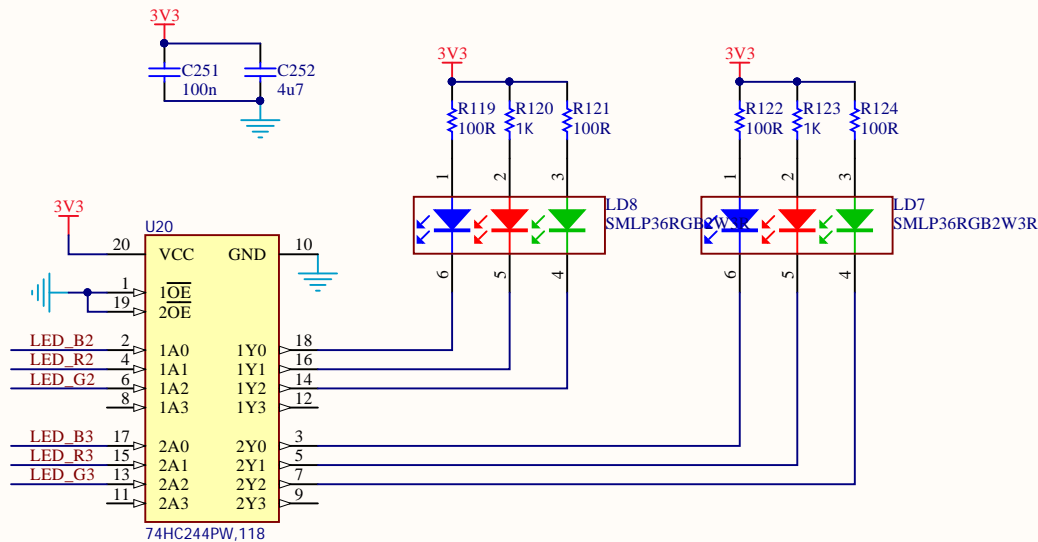 3V3
C251
100n
C252
4u7
3V3
R119
100R
R120
1K
R121
100R
1
2
3
LD8
SMLP36RGB2W3R
6
5
4
3V3
R122
100R
R123
1K
R124
100R
1
2
3
LD7
SMLP36RGB2W3R
6
5
4
3V3
U20
20 VCC GND 10
1 1OE
19 2OE
LED_B2 2 1A0 1Y0 18
LED_R2 4 1A1 1Y1 16
LED_G2 6 1A2 1Y2 14
8 1A3 1Y3 12
LED_B3 17 2A0 2Y0 3
LED_R3 15 2A1 2Y1 5
LED_G3 13 2A2 2Y2 7
11 2A3 2Y3 9
74HC244PW,118